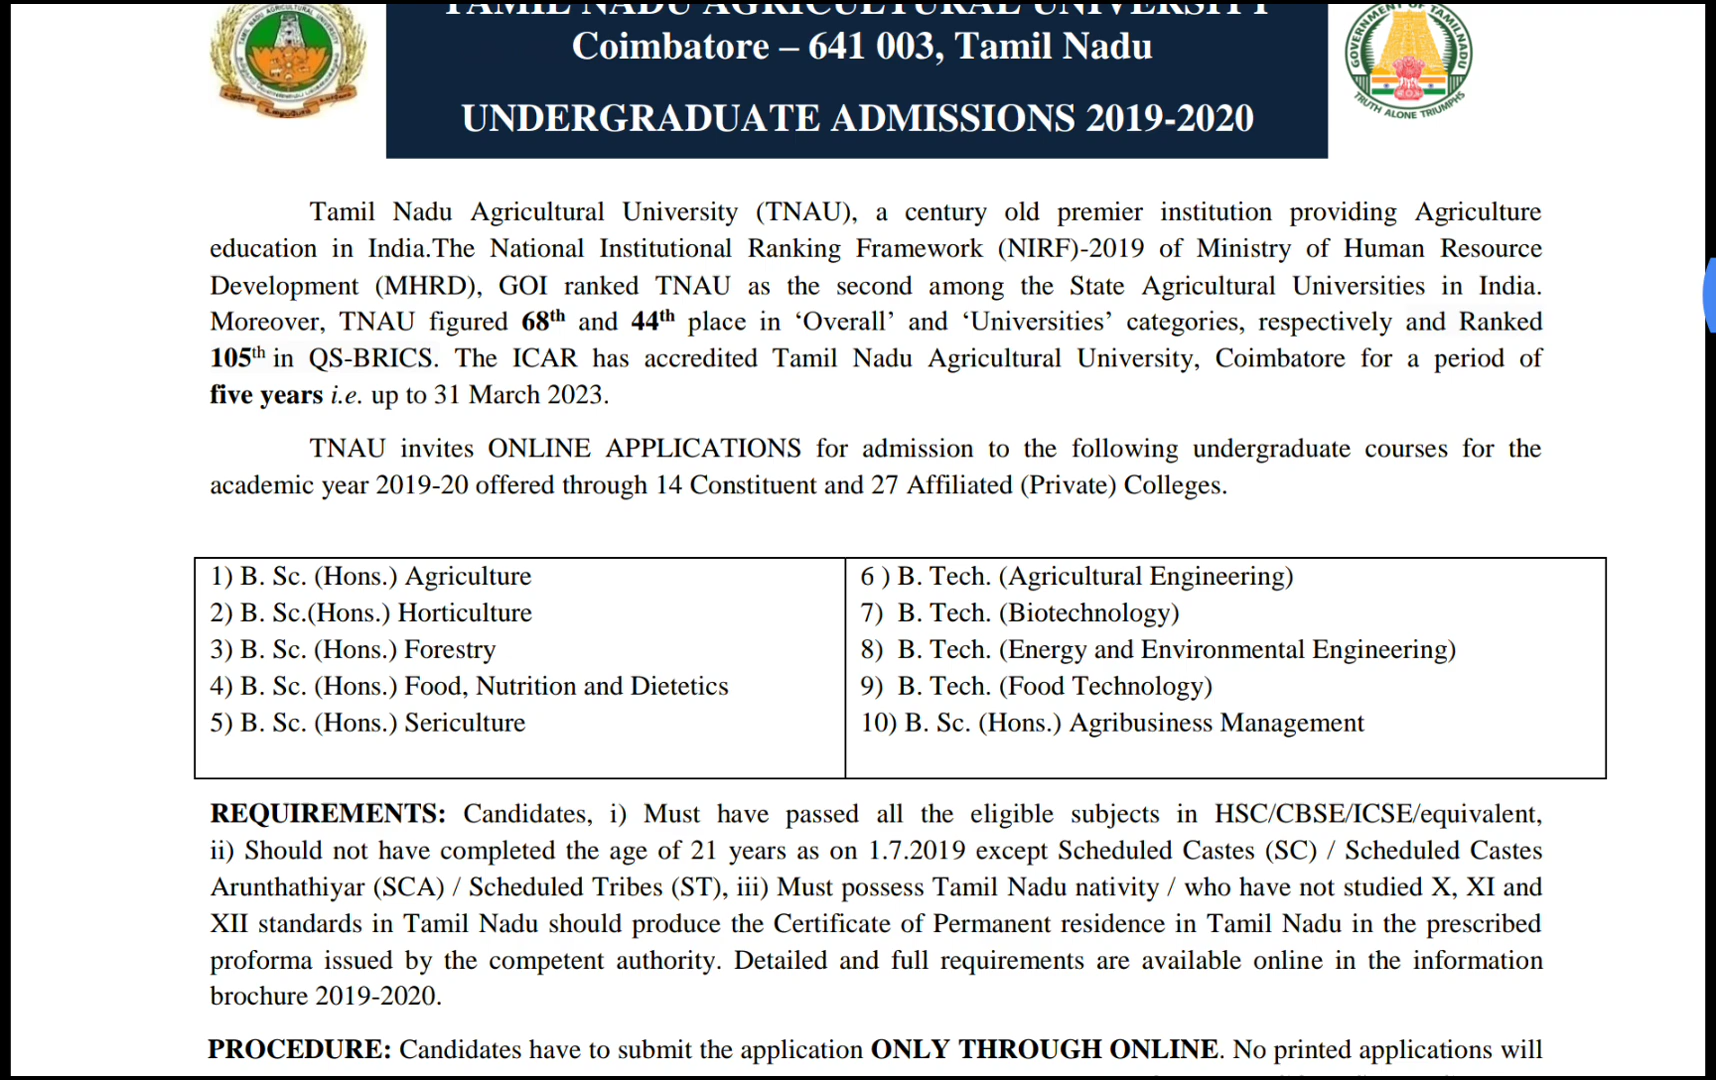 TAMIL NADU AGRICULTURAL UNIVERSITY
Coimbatore – 641 003, Tamil Nadu
UNDERGRADUATE ADMISSIONS 2019-2020
GOVERNMENT OF TAMILNADU
TRUTH ALONE TRIUMPHS
Tamil Nadu Agricultural University (TNAU), a century old premier institution providing Agriculture
education in India.The National Institutional Ranking Framework (NIRF)-2019 of Ministry of Human Resource
Development (MHRD), GOI ranked TNAU as the second among the State Agricultural Universities in India.
Moreover, TNAU figured 68th and 44th place in ‘Overall’ and ‘Universities’ categories, respectively and Ranked
105th in QS-BRICS. The ICAR has accredited Tamil Nadu Agricultural University, Coimbatore for a period of
five years i.e. up to 31 March 2023.
TNAU invites ONLINE APPLICATIONS for admission to the following undergraduate courses for the
academic year 2019-20 offered through 14 Constituent and 27 Affiliated (Private) Colleges.
1) B. Sc. (Hons.) Agriculture
2) B. Sc.(Hons.) Horticulture
3) B. Sc. (Hons.) Forestry
4) B. Sc. (Hons.) Food, Nutrition and Dietetics
5) B. Sc. (Hons.) Sericulture
6 ) B. Tech. (Agricultural Engineering)
7) B. Tech. (Biotechnology)
8) B. Tech. (Energy and Environmental Engineering)
9) B. Tech. (Food Technology)
10) B. Sc. (Hons.) Agribusiness Management
REQUIREMENTS: Candidates, i) Must have passed all the eligible subjects in HSC/CBSE/ICSE/equivalent,
ii) Should not have completed the age of 21 years as on 1.7.2019 except Scheduled Castes (SC) / Scheduled Castes
Arunthathiyar (SCA) / Scheduled Tribes (ST), iii) Must possess Tamil Nadu nativity / who have not studied X, XI and
XII standards in Tamil Nadu should produce the Certificate of Permanent residence in Tamil Nadu in the prescribed
proforma issued by the competent authority. Detailed and full requirements are available online in the information
brochure 2019-2020.
PROCEDURE: Candidates have to submit the application ONLY THROUGH ONLINE. No printed applications will